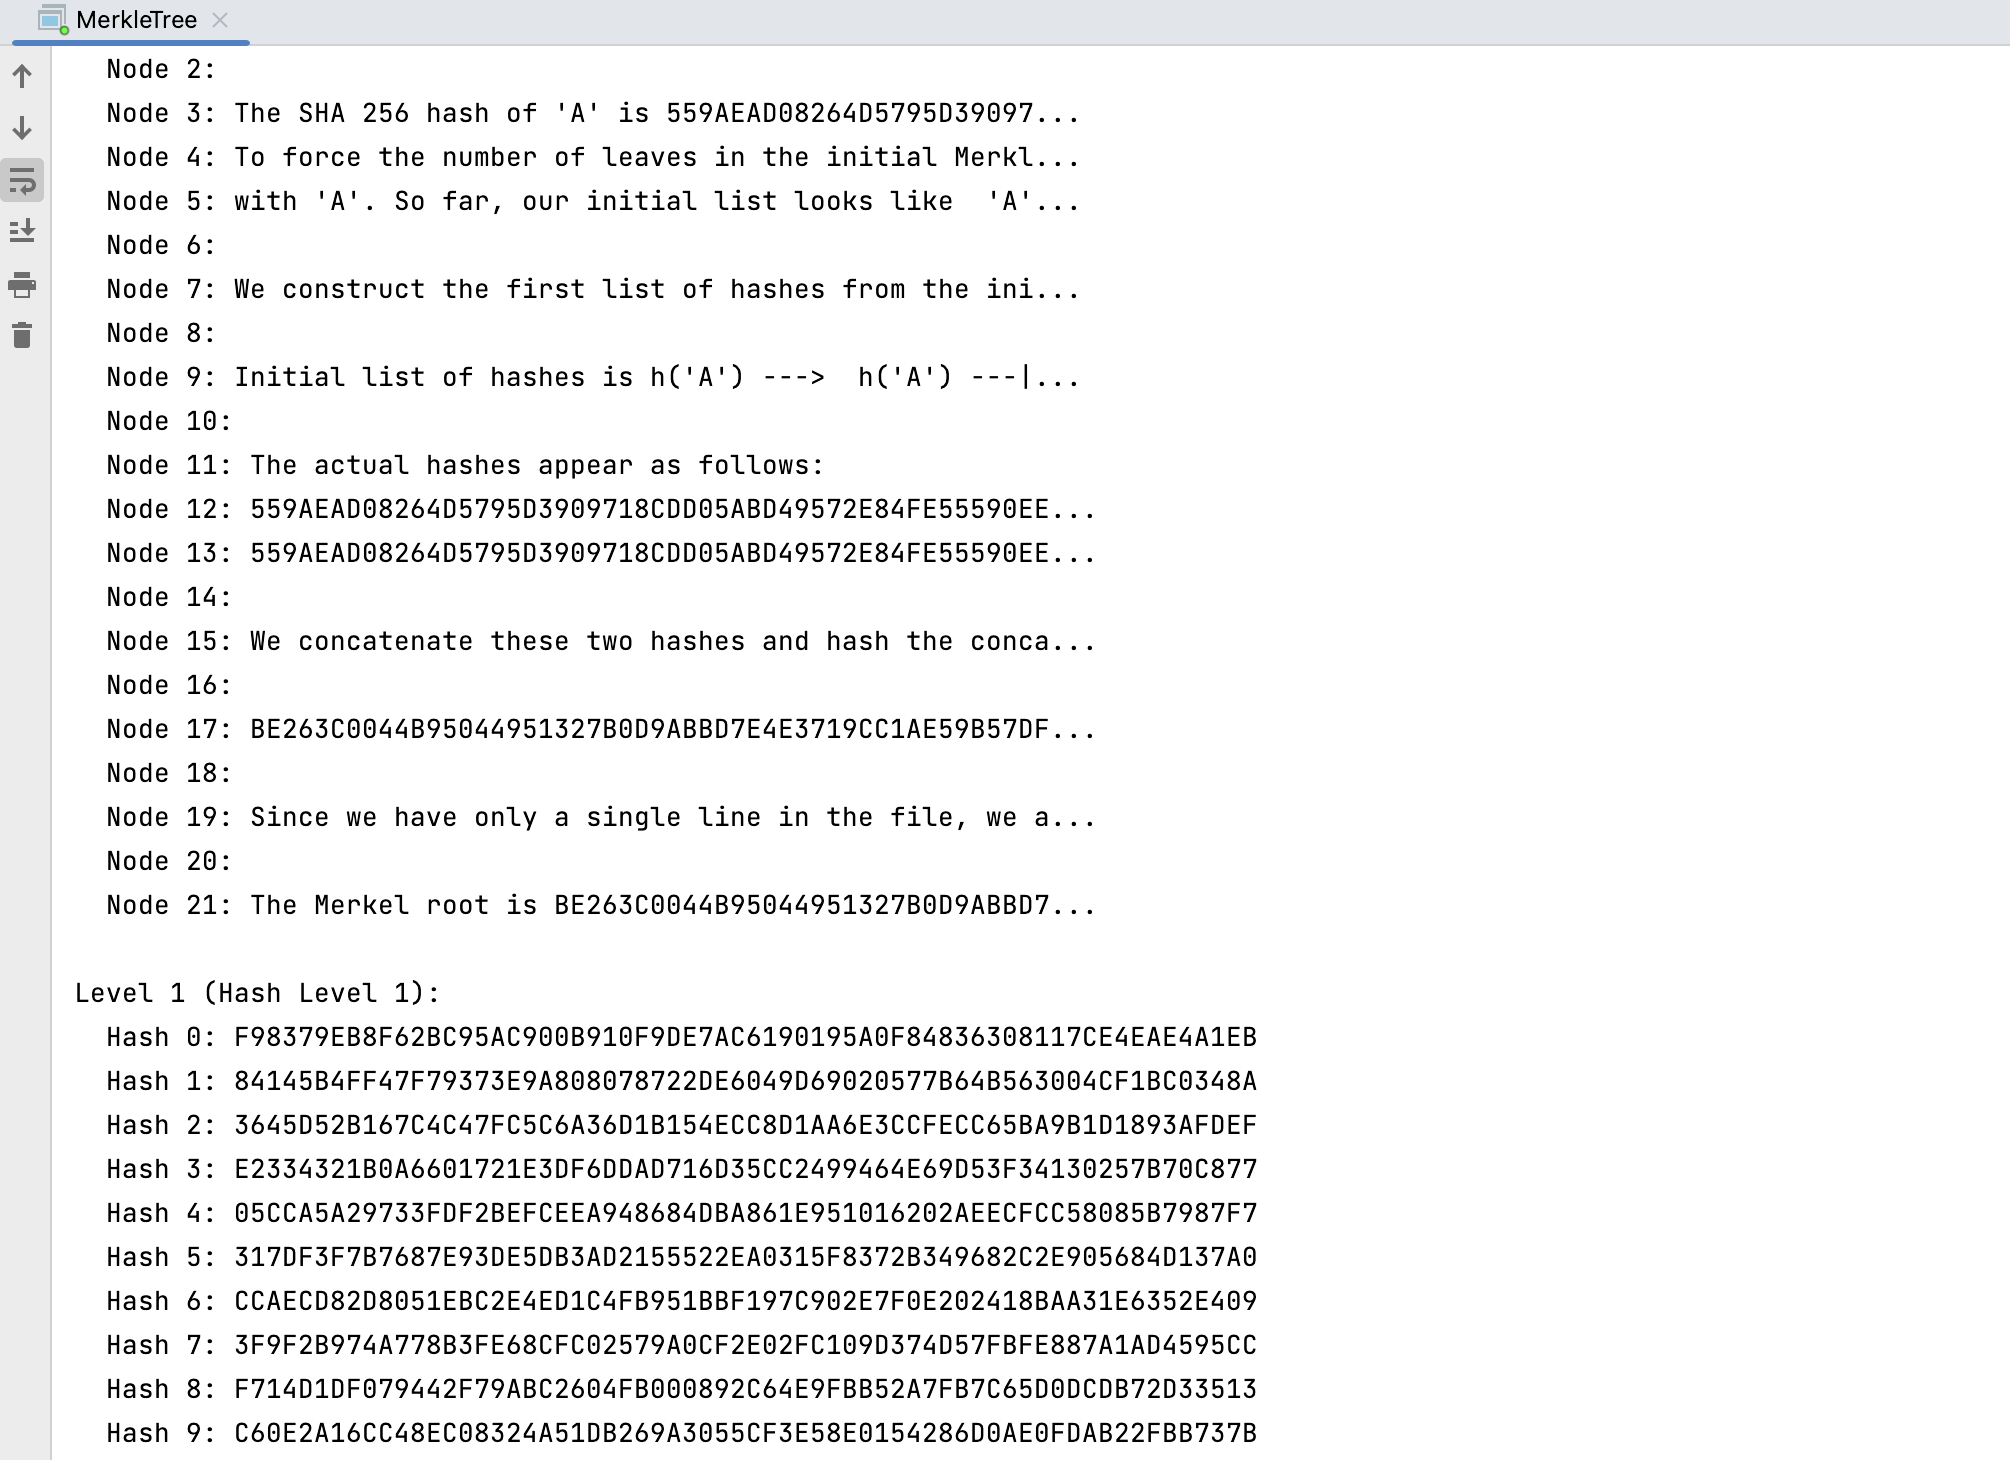 MerkleTree
Node 2:
Node 3: The SHA 256 hash of 'A' is 559AEAD08264D5795D39097...
Node 4: To force the number of leaves in the initial Merkl...
Node 5: with 'A'. So far, our initial list looks like  'A'...
Node 6:
Node 7: We construct the first list of hashes from the ini...
Node 8:
Node 9: Initial list of hashes is h('A') --->  h('A') ---|...
Node 10:
Node 11: The actual hashes appear as follows:
Node 12: 559AEAD08264D5795D3909718CDD05ABD49572E84FE55590EE...
Node 13: 559AEAD08264D5795D3909718CDD05ABD49572E84FE55590EE...
Node 14:
Node 15: We concatenate these two hashes and hash the conca...
Node 16:
Node 17: BE263C0044B95044951327B0D9ABBD7E4E3719CC1AE59B57DF...
Node 18:
Node 19: Since we have only a single line in the file, we a...
Node 20:
Node 21: The Merkel root is BE263C0044B95044951327B0D9ABBD7...
Level 1 (Hash Level 1):
Hash 0: F98379EB8F62BC95AC900B910F9DE7AC6190195A0F84836308117CE4EAE4A1EB
Hash 1: 84145B4FF47F79373E9A808078722DE6049D69020577B64B563004CF1BC0348A
Hash 2: 3645D52B167C4C47FC5C6A36D1B154ECC8D1AA6E3CCFECC65BA9B1D1893AFDEF
Hash 3: E2334321B0A6601721E3DF6DDAD716D35CC2499464E69D53F34130257B70C877
Hash 4: 05CCA5A29733FDF2BEFCEEA948684DBA861E951016202AEECFCC58085B7987F7
Hash 5: 317DF3F7B7687E93DE5DB3AD2155522EA0315F8372B349682C2E905684D137A0
Hash 6: CCAECD82D8051EBC2E4ED1C4FB951BBF197C902E7F0E202418BAA31E6352E409
Hash 7: 3F9F2B974A778B3FE68CFC02579A0CF2E02FC109D374D57FBFE887A1AD4595CC
Hash 8: F714D1DF079442F79ABC2604FB000892C64E9FBB52A7FB7C65D0DCDB72D33513
Hash 9: C60E2A16CC48EC08324A51DB269A3055CF3E58E0154286D0AE0FDAB22FBB737B